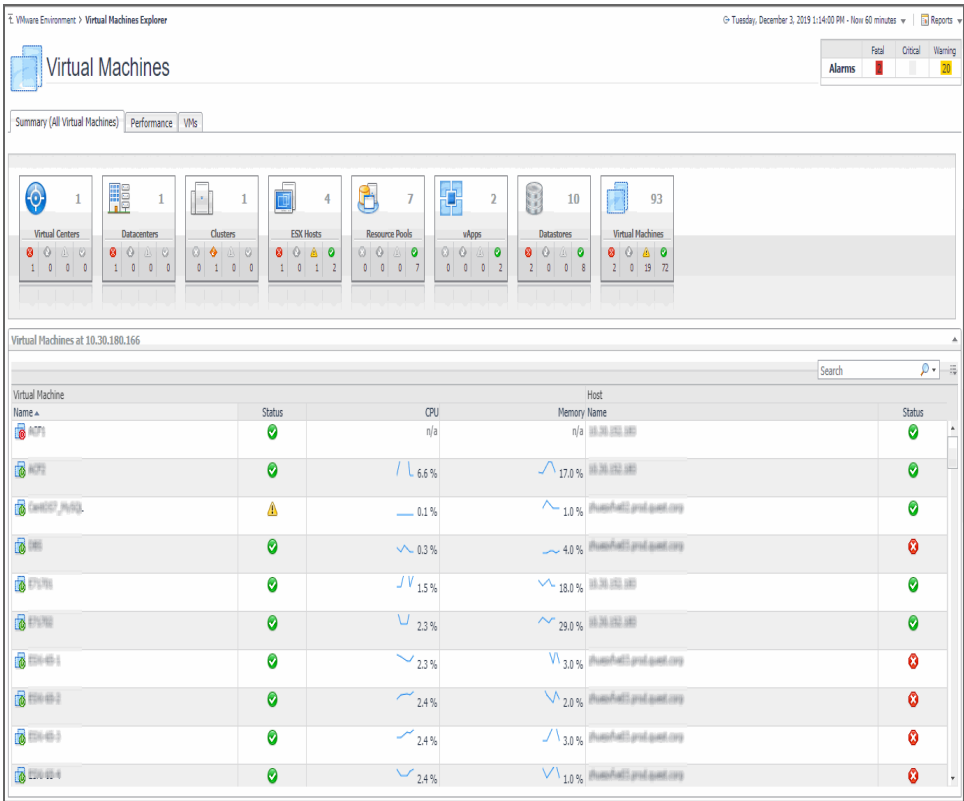 VMware Environment > Virtual Machines Explorer
Tuesday, December 3, 2019 1:14:00 PM - Now 60 minutes
Reports
Virtual Machines
Fatal Critical Warning
Alarms 2 20
Summary (All Virtual Machines) Performance VMs
1 1 1 4 7 2 10 93
Virtual Centers Datacenters Clusters ESX Hosts Resource Pools vApps Datastores Virtual Machines
1 0 0 0 1 0 0 0 0 1 0 0 1 0 1 2 0 0 0 7 0 0 0 2 2 0 0 8 2 0 19 72
Virtual Machines at 10.30.180.166
Search
Virtual Machine Host
Name Status CPU Memory Name Status
n/a n/a
6.6 % 17.0 %
0.1 % 1.0 %
0.3 % 4.0 %
1.5 % 18.0 %
2.3 % 29.0 %
2.3 % 3.0 %
2.4 % 2.0 %
2.4 % 3.0 %
2.4 % 1.0 %